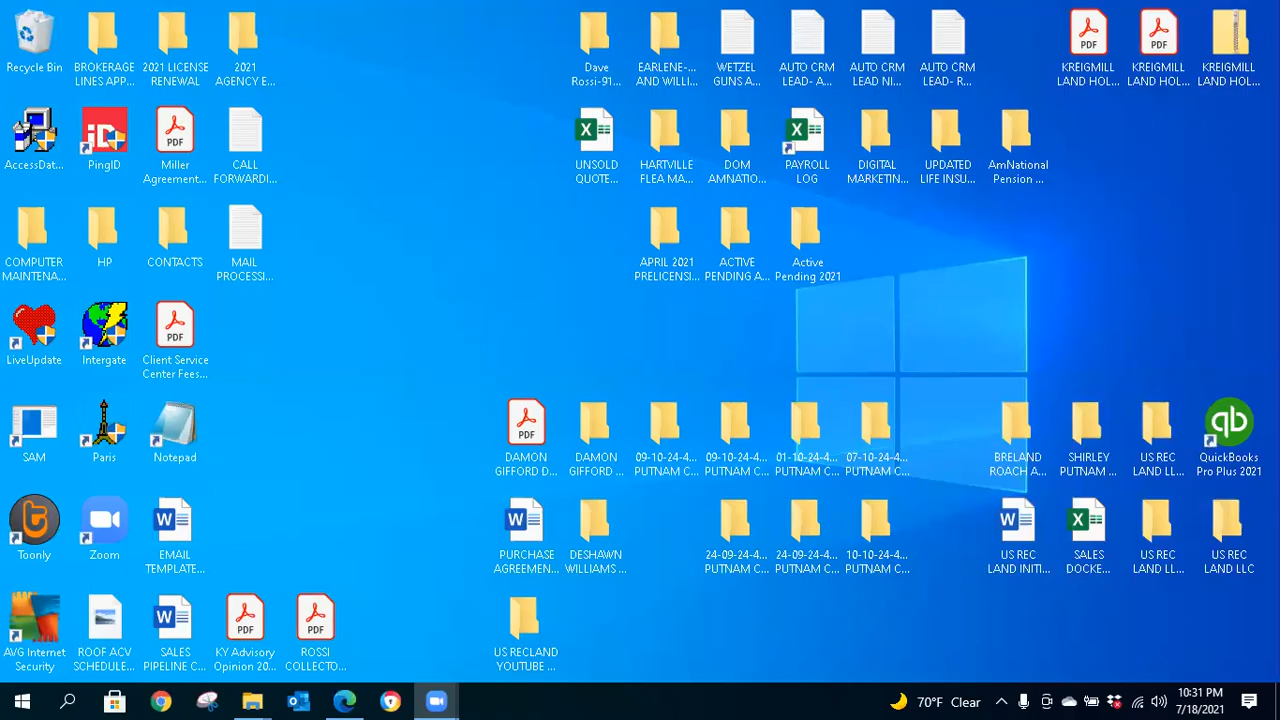 Recycle Bin
BROKERAGE
LINES APP...
2021 LICENSE
RENEWAL
2021
AGENCY E...
Dave
Rossi-91...
EARLENE-...
AND WILLI...
WETZEL
GUNS A...
AUTO CRM
LEAD- A...
AUTO CRM
LEAD NI...
AUTO CRM
LEAD- R...
PDF
KREIGMILL
LAND HOL...
PDF
KREIGMILL
LAND HOL...
KREIGMILL
LAND HOL...
AccessDat...
iD
PingID
PDF
Miller
Agreement...
CALL
FORWARDI...
X
UNSOLD
QUOTE...
HARTVILLE
FLEA MA...
DOM
AMNATIO...
X
PAYROLL
LOG
DIGITAL
MARKETIN...
UPDATED
LIFE INSU...
AmNational
Pension ...
COMPUTER
MAINTENA...
HP
CONTACTS
MAIL
PROCESSI...
APRIL 2021
PRELICENSI...
ACTIVE
PENDING A...
Active
Pending 2021
LiveUpdate
Intergate
PDF
Client Service
Center Fees...
SAM
Paris
Notepad
PDF
DAMON
GIFFORD D...
DAMON
GIFFORD ...
09-10-24-4...
PUTNAM C...
09-10-24-4...
PUTNAM C...
01-10-24-4...
PUTNAM C...
07-10-24-4...
PUTNAM C...
BRELAND
ROACH A...
SHIRLEY
PUTNAM ...
US REC
LAND LL...
qb
QuickBooks
Pro Plus 2021
Toonly
Zoom
W
EMAIL
TEMPLATE...
W
PURCHASE
AGREEMEN...
DESHAWN
WILLIAMS ...
24-09-24-4...
PUTNAM C...
24-09-24-4...
PUTNAM C...
10-10-24-4...
PUTNAM C...
W
US REC
LAND INITI...
X
SALES
DOCKE...
US REC
LAND LL...
US REC
LAND LLC
AVG Internet
Security
ROOF ACV
SCHEDULE...
W
SALES
PIPELINE C...
PDF
KY Advisory
Opinion 20...
PDF
ROSSI
COLLECTO...
US RECLAND
YOUTUBE ...
70°F Clear
10:31 PM
7/18/2021